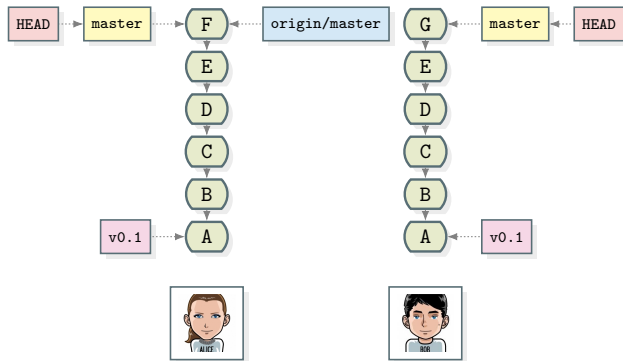 HEAD master F origin/master G master HEAD
E E
D D
C C
B B
v0.1 A A v0.1
ALICE BOB